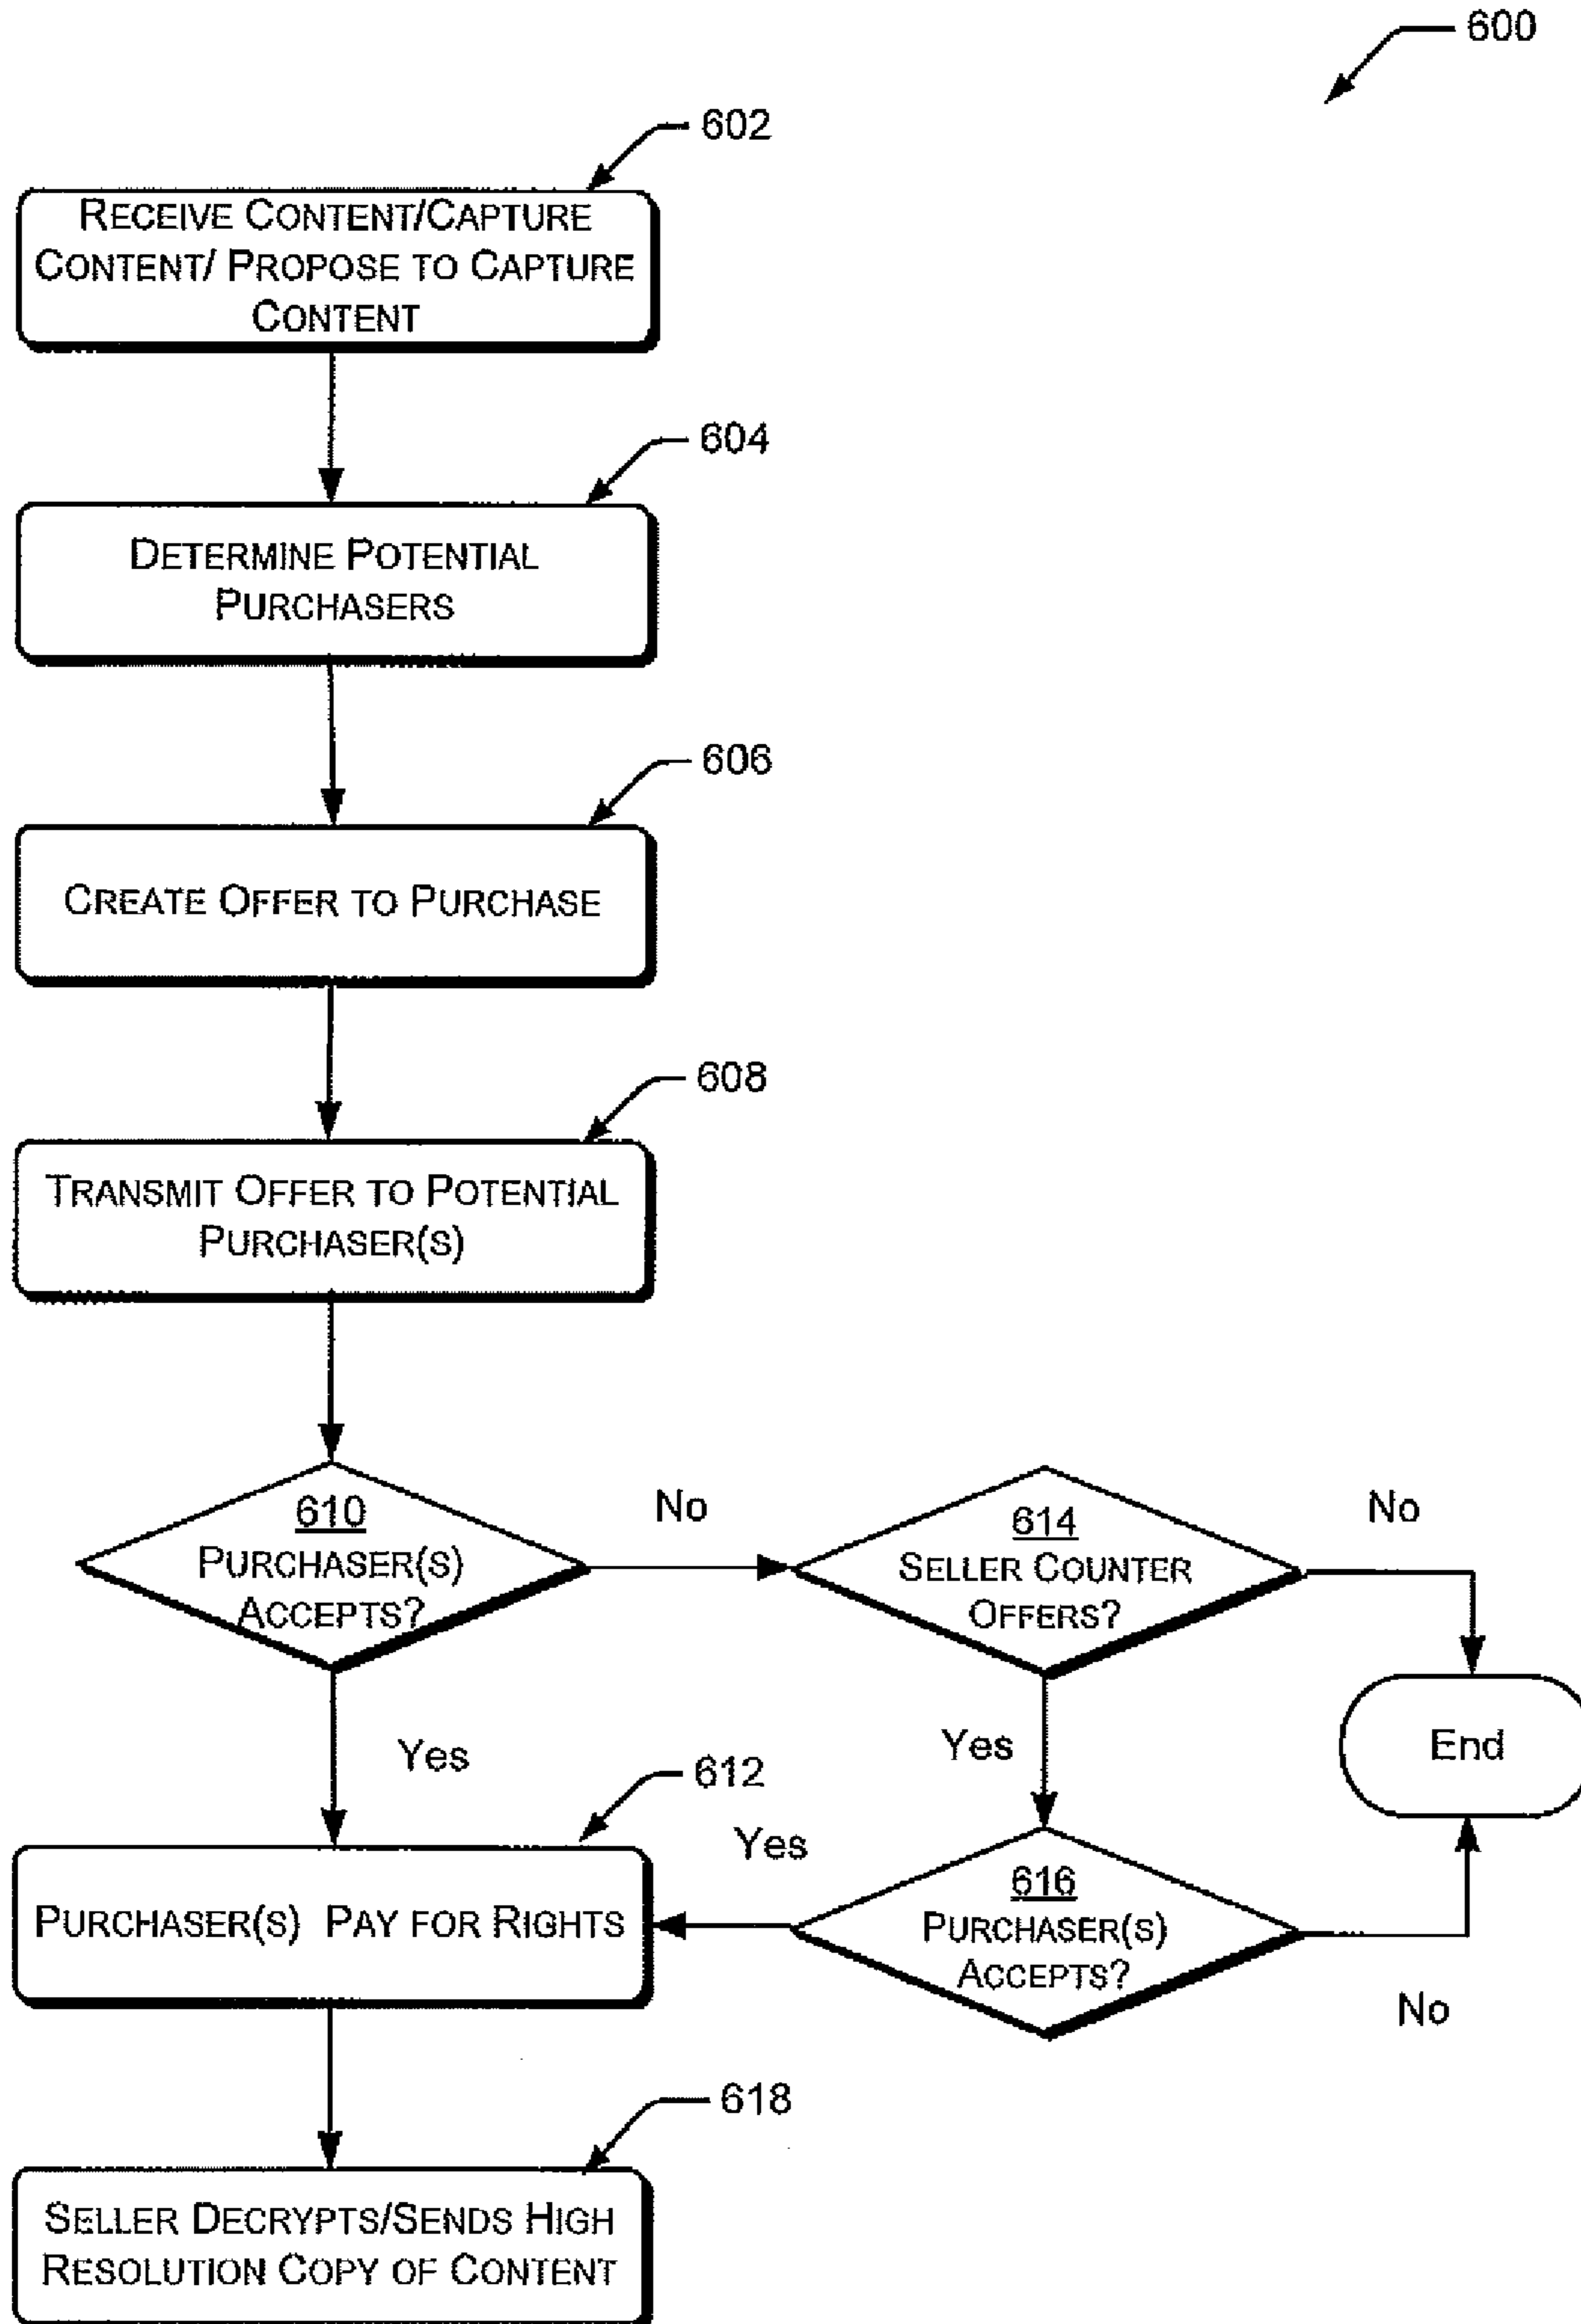 600
602
RECEIVE CONTENT/CAPTURE
CONTENT/ PROPOSE TO CAPTURE
CONTENT
604
DETERMINE POTENTIAL
PURCHASERS
606
CREATE OFFER TO PURCHASE
608
TRANSMIT OFFER TO POTENTIAL
PURCHASER(S)
610
PURCHASER(S)
ACCEPTS?
No
614
SELLER COUNTER
OFFERS?
No
Yes
Yes
End
612
PURCHASER(S) PAY FOR RIGHTS
Yes
616
PURCHASER(S)
ACCEPTS?
No
618
SELLER DECRYPTS/SENDS HIGH
RESOLUTION COPY OF CONTENT